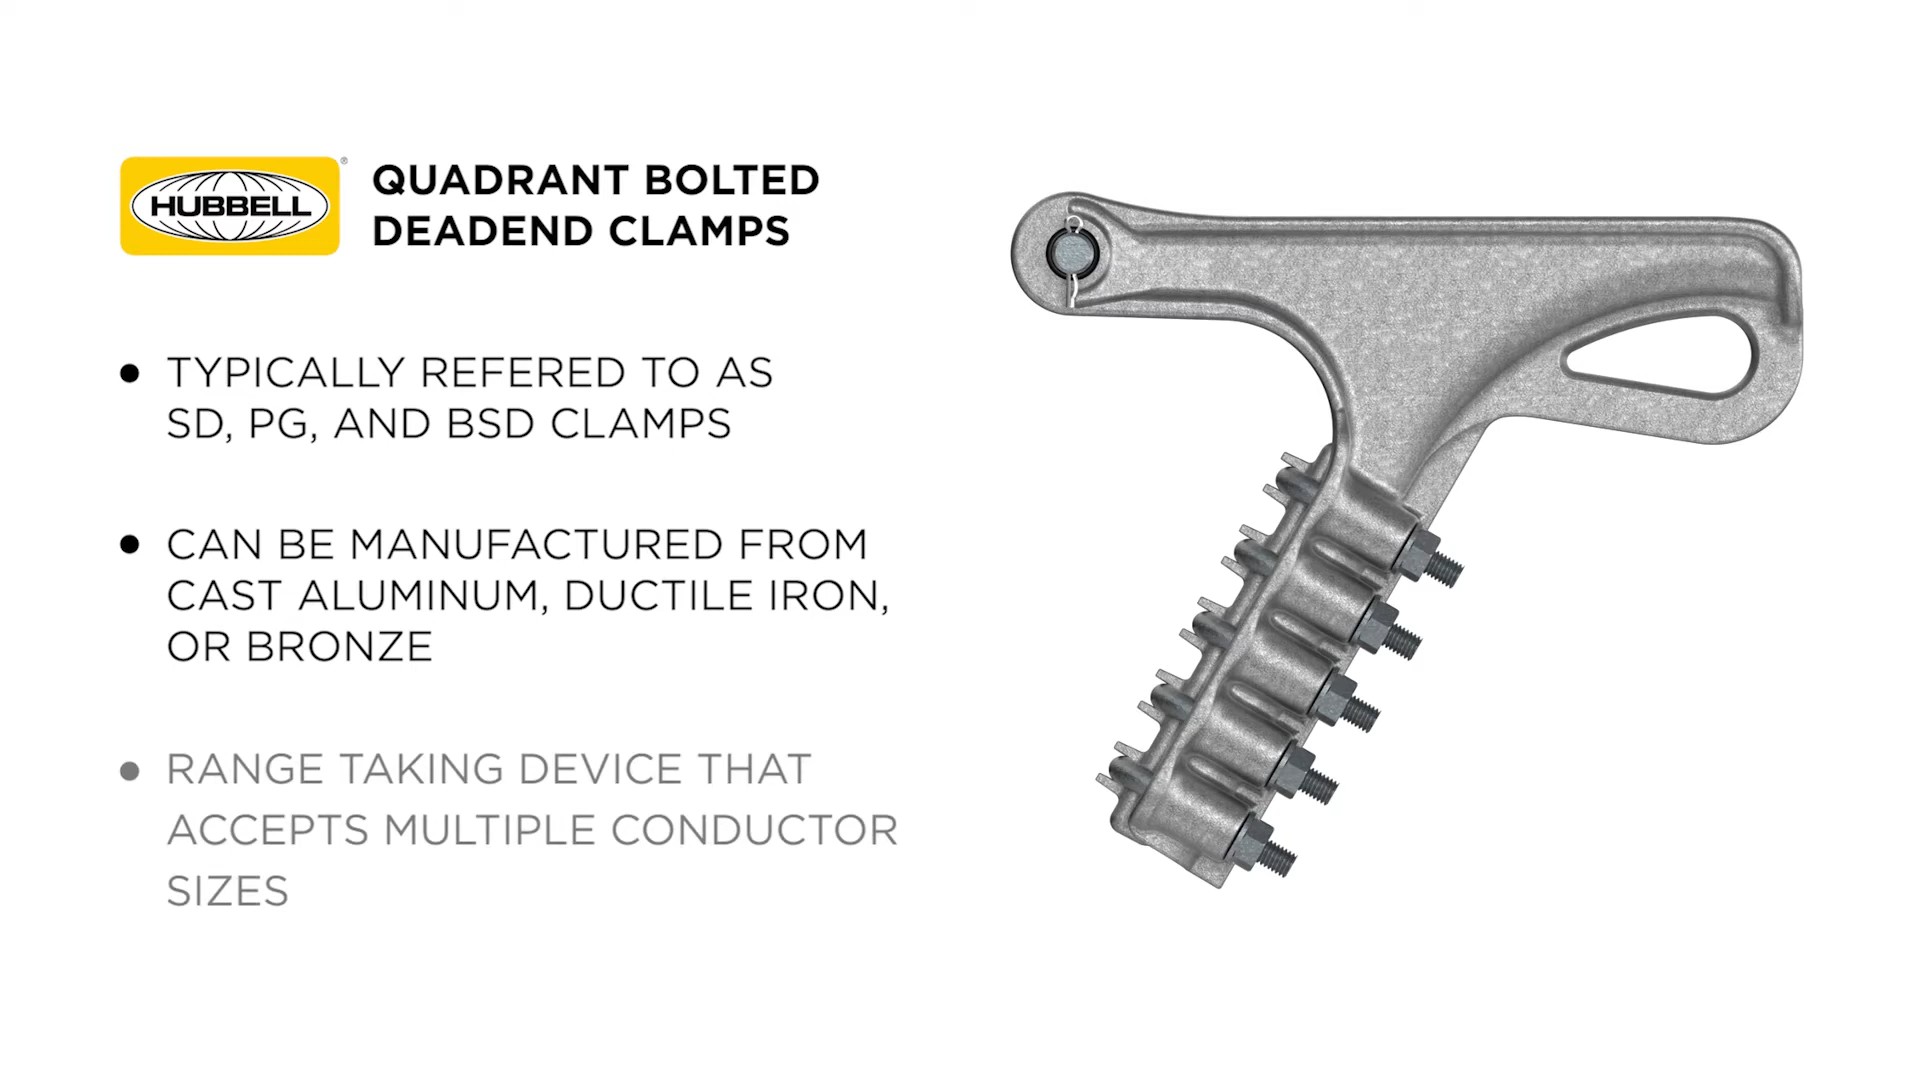 HUBBELL®
QUADRANT BOLTED
DEADEND CLAMPS
• TYPICALLY REFERED TO AS
SD, PG, AND BSD CLAMPS
• CAN BE MANUFACTURED FROM
CAST ALUMINUM, DUCTILE IRON,
OR BRONZE
• RANGE TAKING DEVICE THAT
ACCEPTS MULTIPLE CONDUCTOR
SIZES